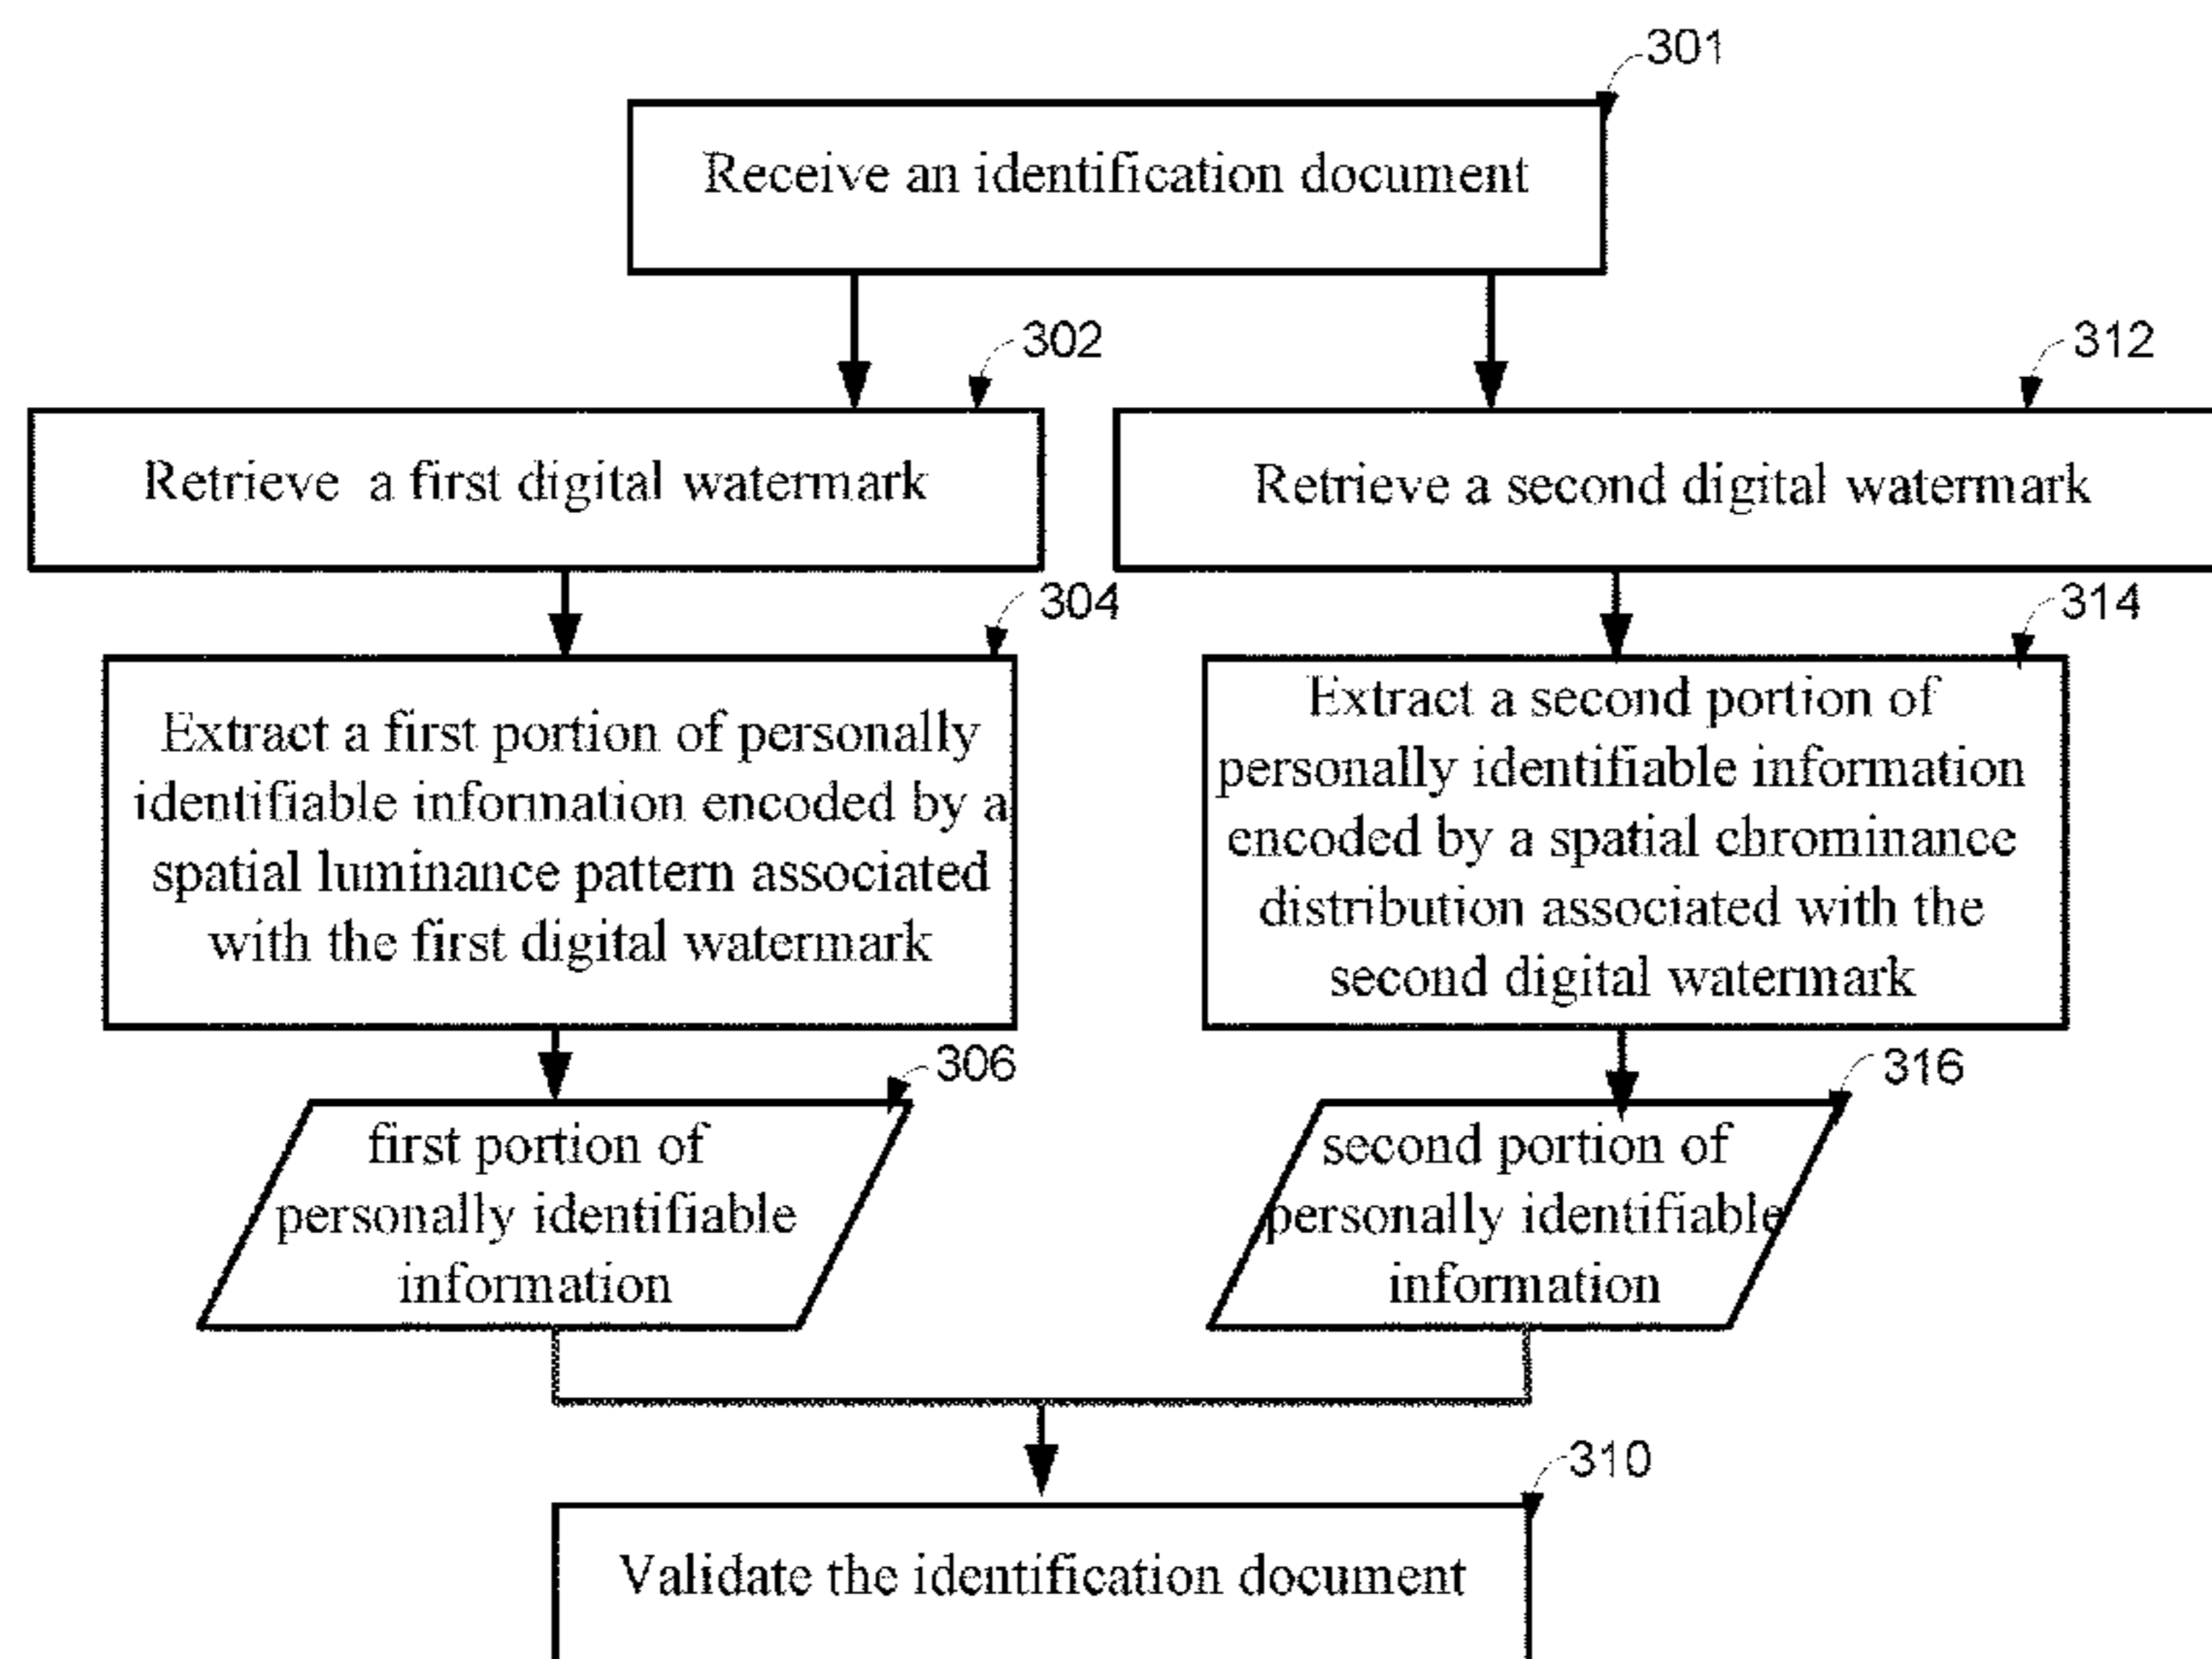 301
Receive an identification document
302
312
Retrieve a first digital watermark
Retrieve a second digital watermark
304
314
Extract a first portion of personally
identifiable information encoded by a
spatial luminance pattern associated
with the first digital watermark
Extract a second portion of
personally identifiable information
encoded by a spatial chrominance
distribution associated with the
second digital watermark
306
316
first portion of
personally identifiable
information
second portion of
personally identifiable
information
310
Validate the identification document